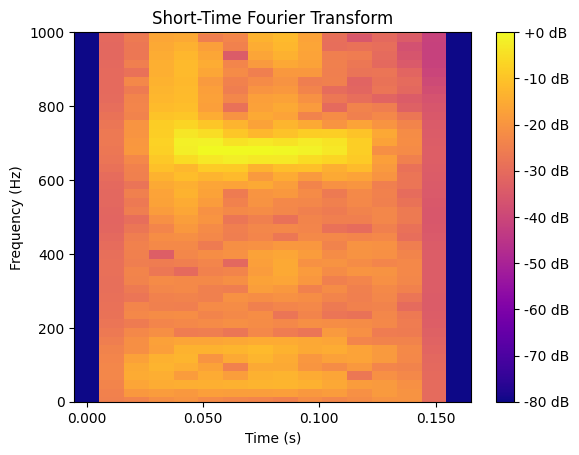 Short-Time Fourier Transform
1000
800
600
400
200
0
Frequency (Hz)
0.000
0.050
0.100
0.150
Time (s)
+0 dB
-10 dB
-20 dB
-30 dB
-40 dB
-50 dB
-60 dB
-70 dB
-80 dB